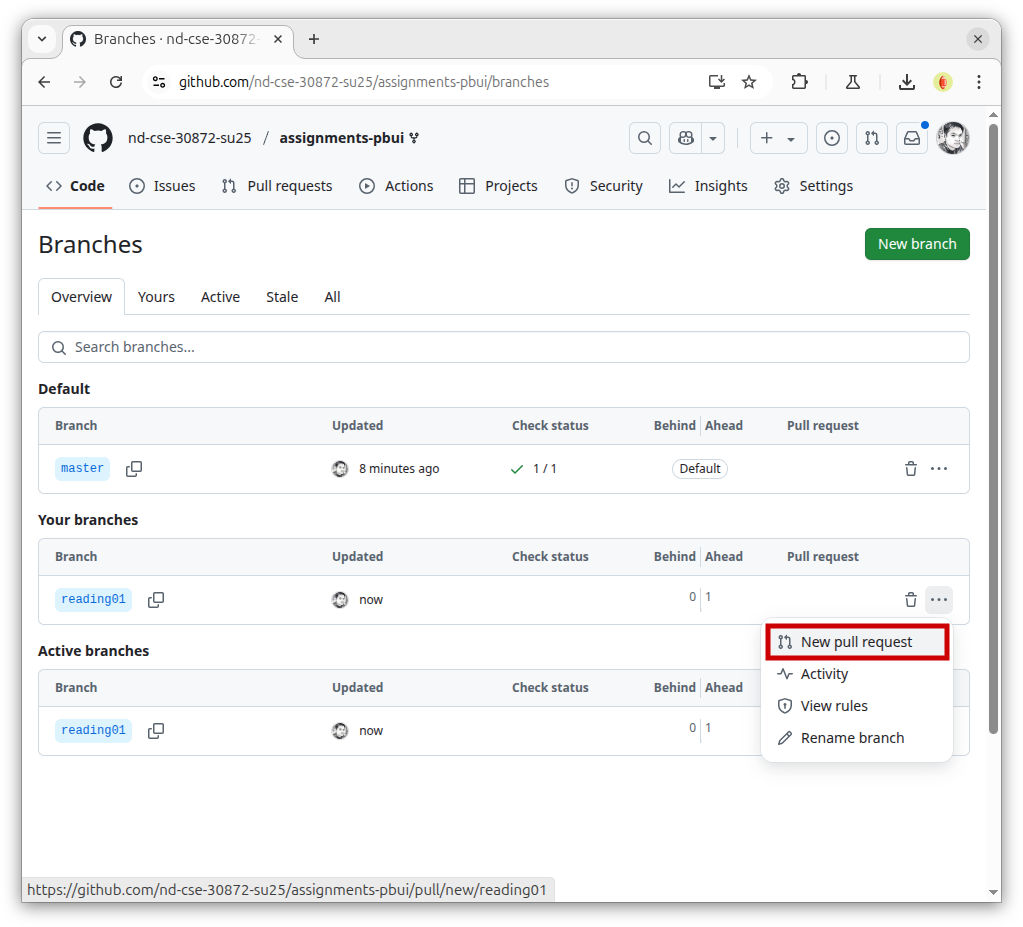 Branches · nd-cse-30872-
github.com/nd-cse-30872-su25/assignments-pbui/branches
nd-cse-30872-su25 / assignments-pbui
Code Issues Pull requests Actions Projects Security Insights Settings
Branches
New branch
Overview Yours Active Stale All
Search branches...
Default
Branch Updated Check status Behind Ahead Pull request
master 8 minutes ago 1 / 1 Default
Your branches
Branch Updated Check status Behind Ahead Pull request
reading01 now 0 1
New pull request
Activity
View rules
Rename branch
Active branches
Branch Updated Check status Behind Ahead
reading01 now 0 1
https://github.com/nd-cse-30872-su25/assignments-pbui/pull/new/reading01